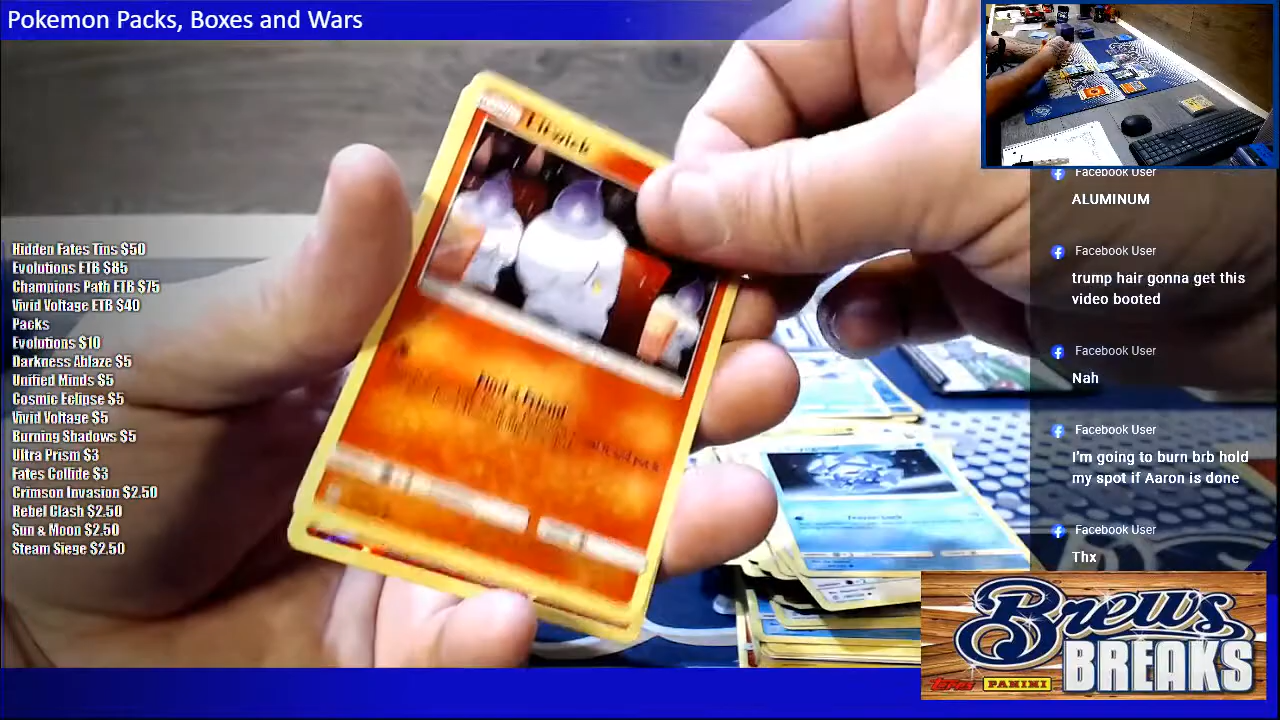 Pokemon Packs, Boxes and Wars
Litwick
Find a Friend
Hidden Fates Tins $50
Evolutions ETB $85
Champions Path ETB $75
Vivid Voltage ETB $40
Packs
Evolutions $10
Darkness Ablaze $5
Unified Minds $5
Cosmic Eclipse $5
Vivid Voltage $5
Burning Shadows $5
Ultra Prism $3
Fates Collide $3
Crimson Invasion $2.50
Rebel Clash $2.50
Sun & Moon $2.50
Steam Siege $2.50
Facebook User
ALUMINUM
Facebook User
trump hair gonna get this
video booted
Facebook User
Nah
Facebook User
I'm going to burn brb hold
my spot if Aaron is done
Facebook User
Thx
Brews
BREAKS
Topps PANINI